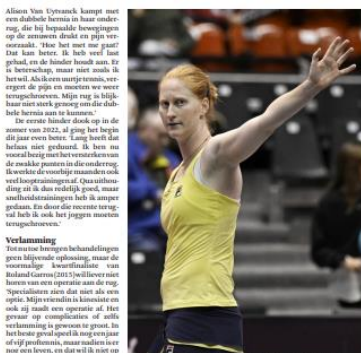 Alison Van Uytvanck kampt met
een dubbele hernia in haar onder-
rug, die bij bepaalde bewegingen
op de zenuwen drukt en pijn ver-
oorzaakt. 'Hoe het met me gaat?
Dat kan beter. Ik heb veel last
gehad, en de hinder houdt aan. Er
is beterschap, maar niet zoals ik
het wil. Als ik een uurtje tennis, ver-
ergert de pijn en moeten we weer
terugschroeven. Mijn rug is blijk-
baar niet sterk genoeg om die dub-
bele hernia aan te kunnen.'
De eerste hinder dook op in de
zomer van 2022, al ging het begin
dit jaar even beter. 'Lang heeft dat
helaas niet geduurd. Ik ben nu
vooral bezig met het versterken van
de zwakke punten in die onderrug.
Ik werkte de voorbije maanden ook
veel looptrainingen af. Qua uithou-
ding zit ik dus redelijk goed, maar
snelheidstrainingen heb ik amper
gedaan. En door die recente terug-
val heb ik ook het joggen moeten
terugschroeven.'
Verlamming
Tot nu toe brengen behandelingen
geen blijvende oplossing, maar de
voormalige kwartfinaliste van
Roland Garros (2015) wil liever niet
horen van een operatie aan de rug.
'Specialisten zien dat niet als een
optie. Mijn vriendin is kinesiste en
ook zij raadt een operatie af. Het
gevaar op complicaties of zelfs
verlamming is gewoon te groot. In
het beste geval speel ik nog een jaar
of vijf proftennis, maar nadien is er
nog een leven, en dat wil ik niet op